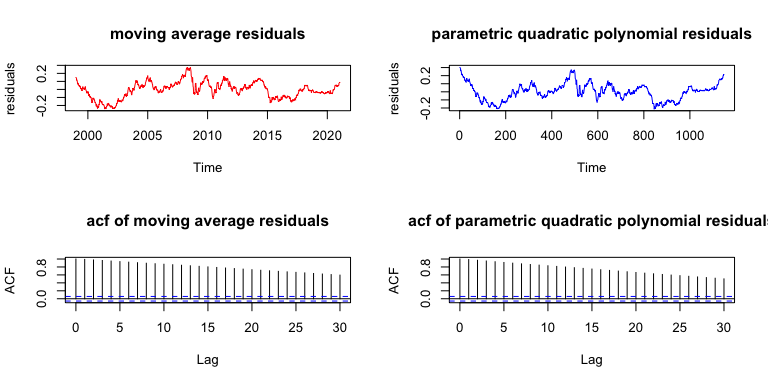 moving average residuals
residuals
-0.2 0.2
2000 2005 2010 2015 2020
Time
parametric quadratic polynomial residuals
residuals
-0.2 0.2
0 200 400 600 800 1000
Time
acf of moving average residuals
ACF
0.0 0.8
0 5 10 15 20 25 30
Lag
acf of parametric quadratic polynomial residuals
ACF
0.0 0.8
0 5 10 15 20 25 30
Lag